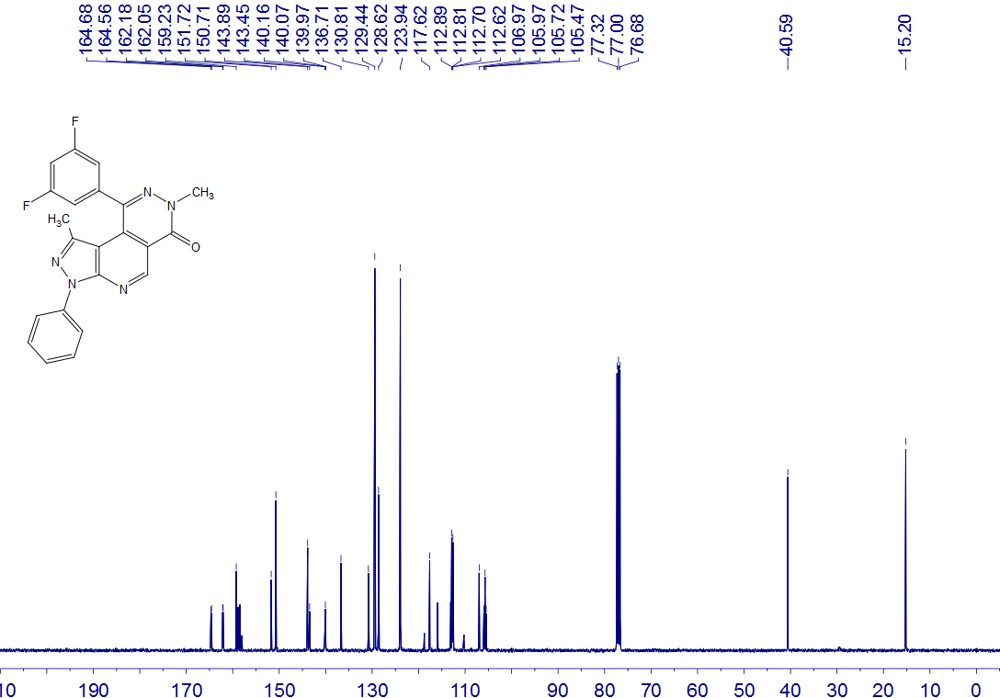 164.68
164.56
162.18
162.05
159.23
151.72
150.71
143.89
143.45
140.16
140.07
139.97
136.71
130.81
129.44
128.62
123.94
117.62
112.89
112.81
112.70
112.62
106.97
105.97
105.72
105.47
77.32
77.00
76.68
40.59
15.20
F
F
N
N
CH3
H3C
O
N
N
N
10 190 170 150 130 110 90 80 70 60 50 40 30 20 10 0